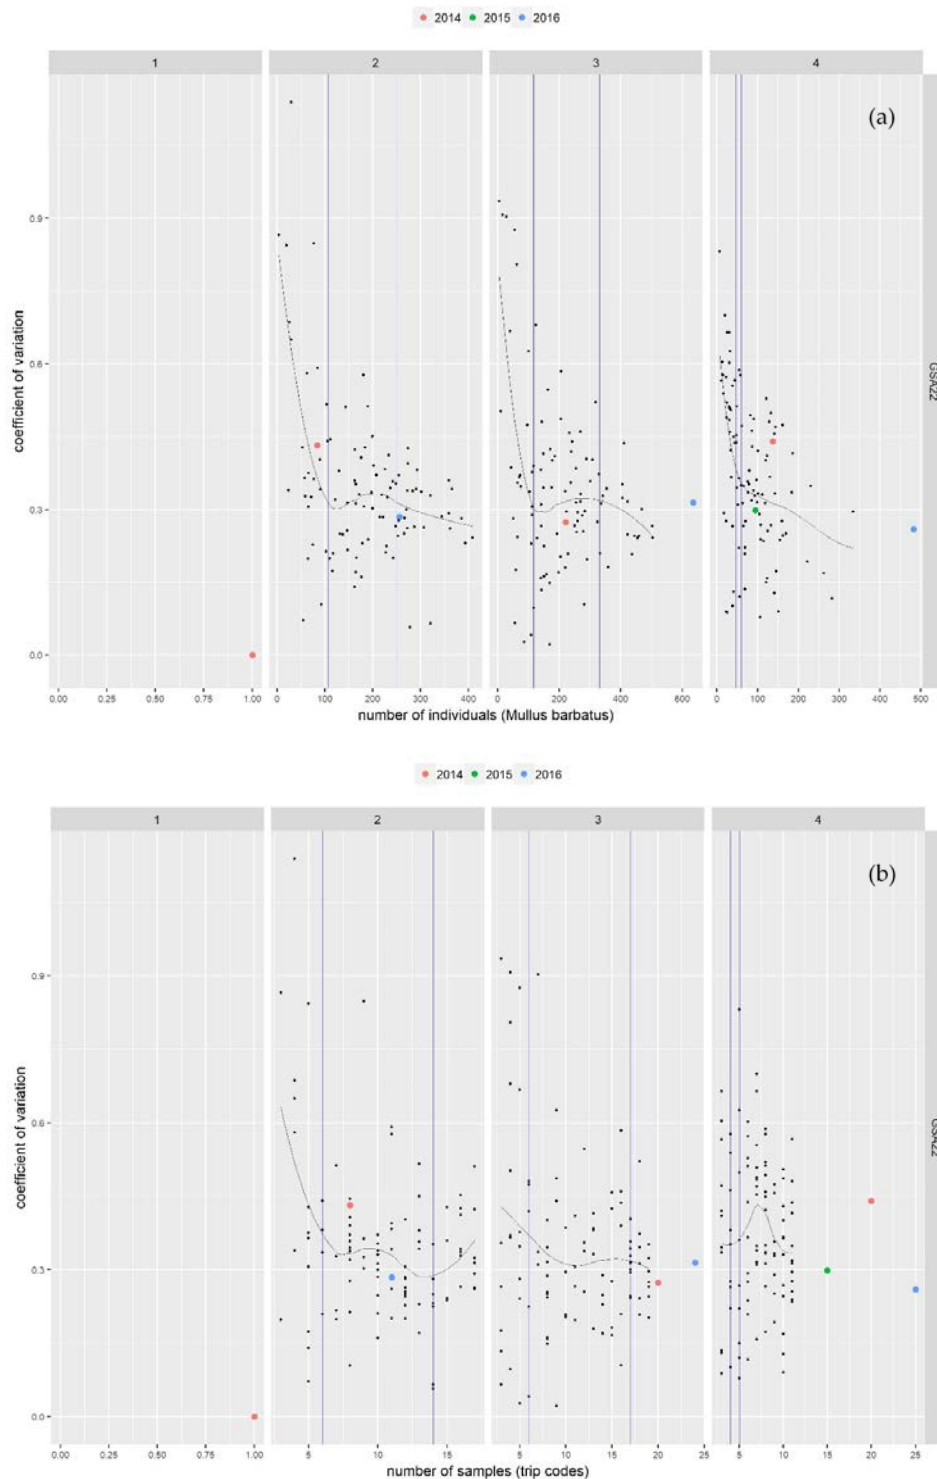 2014 2015 2016
1 2 3 4
(a)
0.9
0.6
0.3
0.0
coefficient of variation
GSA22
0.00 0.25 0.50 0.75 1.00 0 100 200 300 400 0 200 400 600 0 100 200 300 400 500
number of individuals (Mullus barbatus)
2014 2015 2016
1 2 3 4
(b)
0.9
0.6
0.3
0.0
coefficient of variation
GSA22
0.00 0.25 0.50 0.75 1.00 5 10 15 5 10 15 20 25 5 10 15 20 25
number of samples (trip codes)